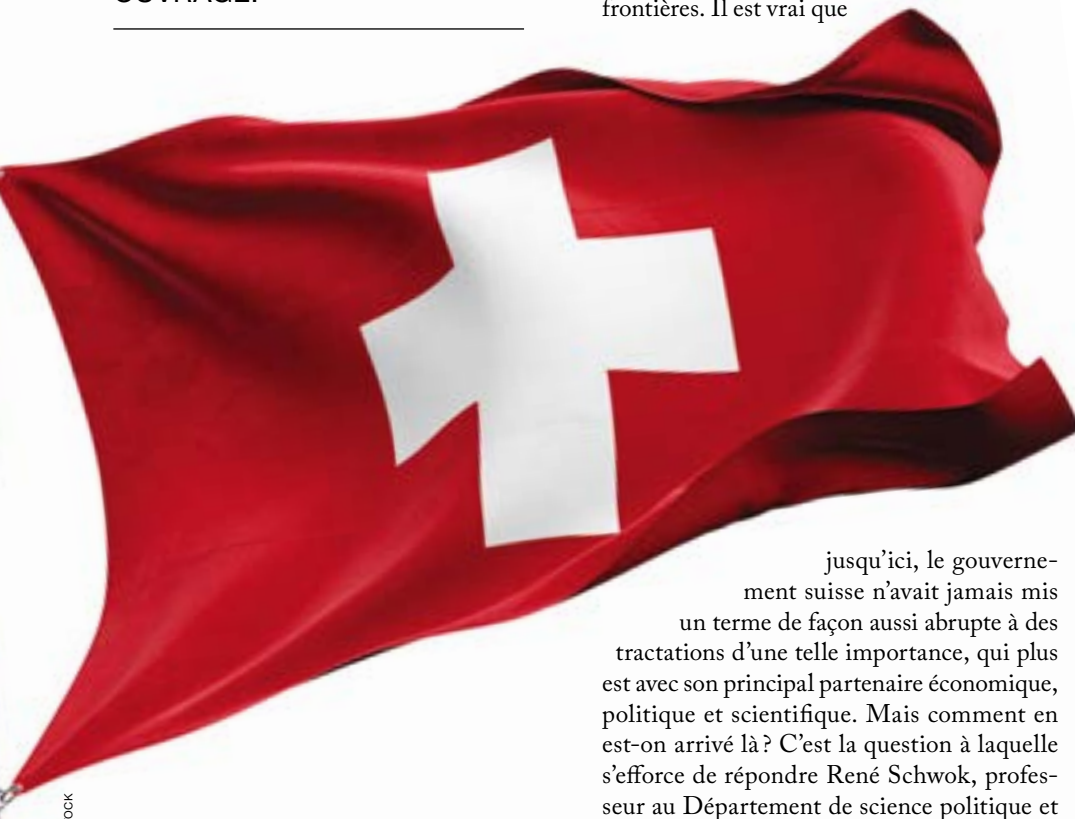 frontières. Il est vrai que
jusqu’ici, le gouverne-
ment suisse n’avait jamais mis
un terme de façon aussi abrupte à des
tractations d’une telle importance, qui plus
est avec son principal partenaire économique,
politique et scientifique. Mais comment en
est-on arrivé là ? C’est la question à laquelle
s’efforce de répondre René Schwok, profes-
seur au Département de science politique et